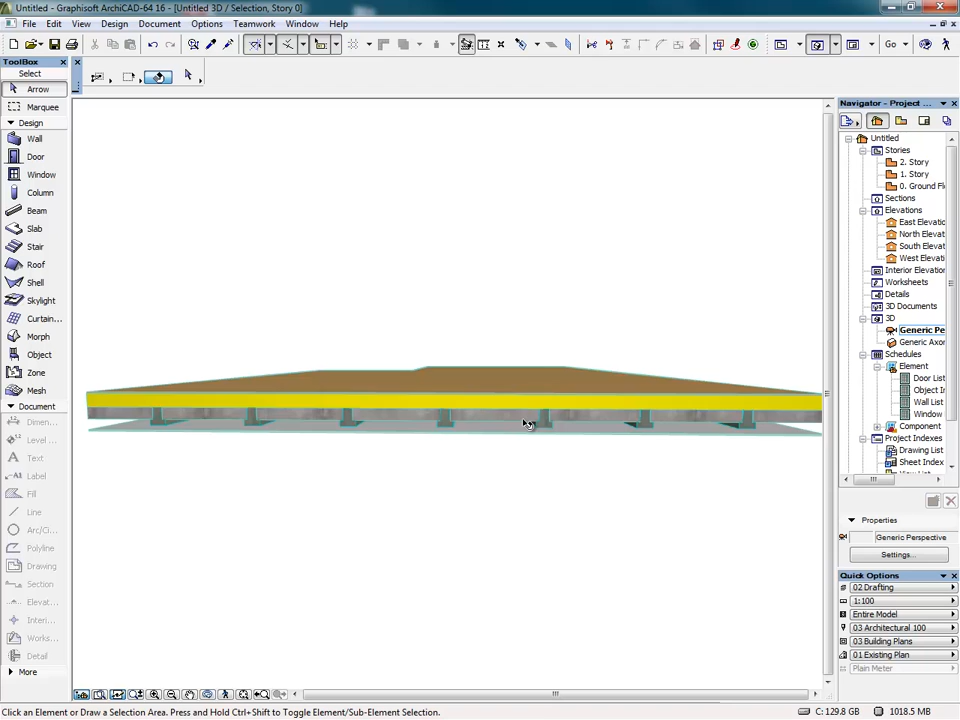 Untitled - Graphisoft ArchiCAD-64 16 - [Untitled 3D / Selection, Story 0]
File Edit View Design Document Options Teamwork Window Help
Go
ToolBox
Select
Arrow
Marquee
Design
Wall
Door
Window
Column
Beam
Slab
Stair
Roof
Shell
Skylight
Curtain...
Morph
Object
Zone
Mesh
Document
Dimen...
Level ...
Text
Label
Fill
Line
Arc/Ci...
Polyline
Drawing
Section
Elevat...
Interi...
Works...
Detail
More
Navigator - Project ...
Untitled
Stories
2. Story
1. Story
0. Ground Fl
Sections
Elevations
East Elevatio
North Elevat
South Elevat
West Elevati
Interior Elevation
Worksheets
Details
3D Documents
3D
Generic Pe
Generic Axon
Schedules
Element
Door List
Object In
Wall List
Window
Component
Project Indexes
Drawing List
Sheet Index
Properties
Generic Perspective
Settings...
Quick Options
02 Drafting
1:100
Entire Model
03 Architectural 100
03 Building Plans
01 Existing Plan
Plain Meter
Click an Element or Draw a Selection Area. Press and Hold Ctrl+Shift to Toggle Element/Sub-Element Selection.
C: 129.8 GB
1018.5 MB